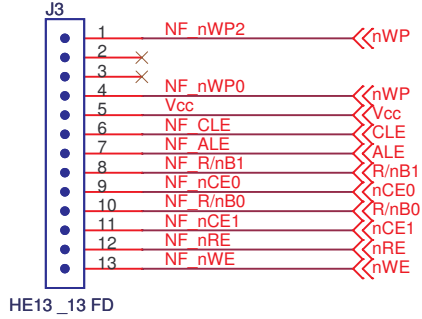 J3
1 NF_nWP2 nWP
2
3
4 NF_nWP0 nWP
5 Vcc Vcc
6 NF_CLE CLE
7 NF_ALE ALE
8 NF_R/nB1 R/nB1
9 NF_nCE0 nCE0
10 NF_R/nB0 R/nB0
11 NF_nCE1 nCE1
12 NF_nRE nRE
13 NF_nWE nWE
HE13 _13 FD